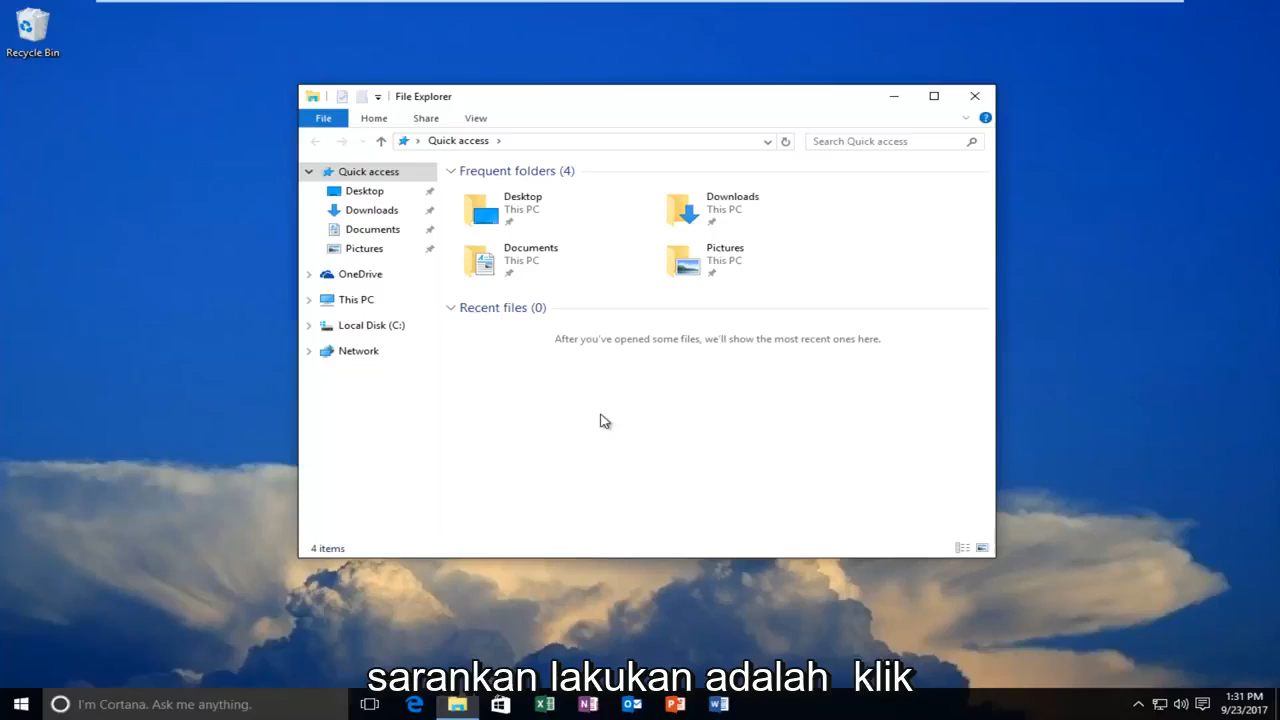 Recycle Bin
File Explorer
File Home Share View
Quick access
Search Quick access
Quick access
Desktop
Downloads
Documents
Pictures
OneDrive
This PC
Local Disk (C:)
Network
Frequent folders (4)
Desktop
This PC
Downloads
This PC
Documents
This PC
Pictures
This PC
Recent files (0)
After you've opened some files, we'll show the most recent ones here.
4 items
sarankan lakukan adalah klik
I'm Cortana. Ask me anything.
1:31 PM
9/23/2017